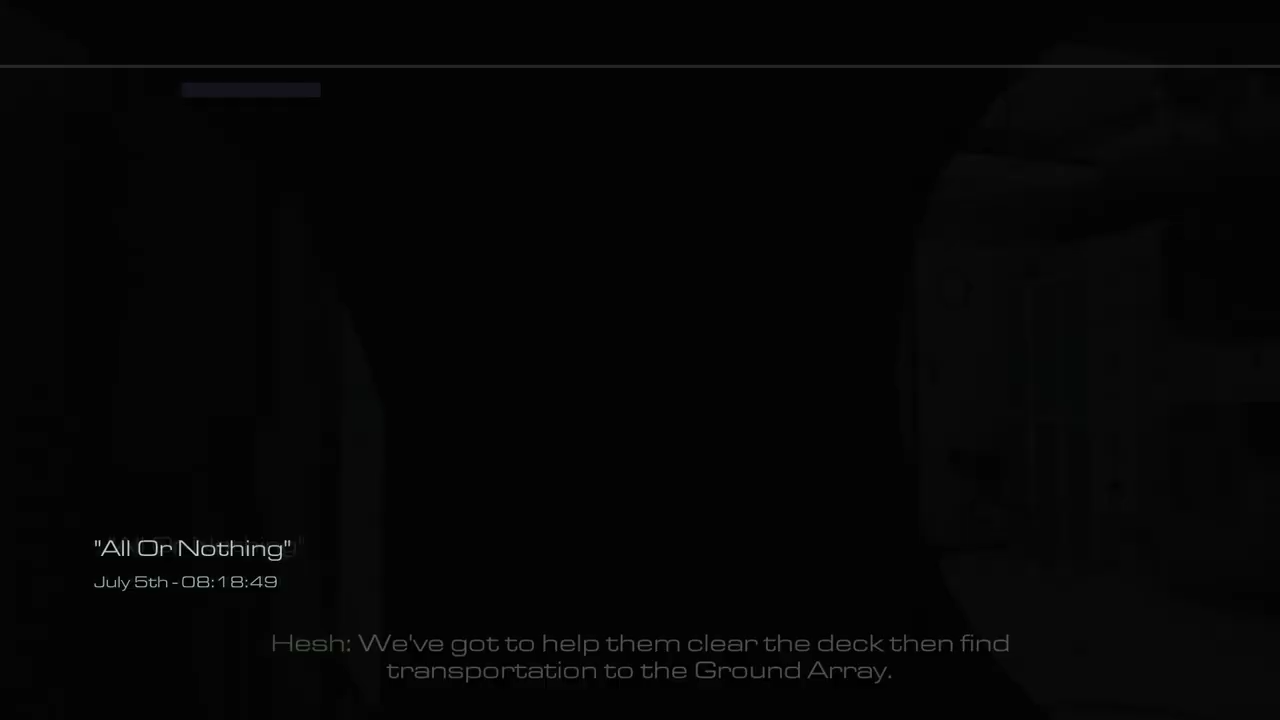 "All Or Nothing"
July 5th - 08:18:49
Hesh: We've got to help them clear the deck then find
transportation to the Ground Array.